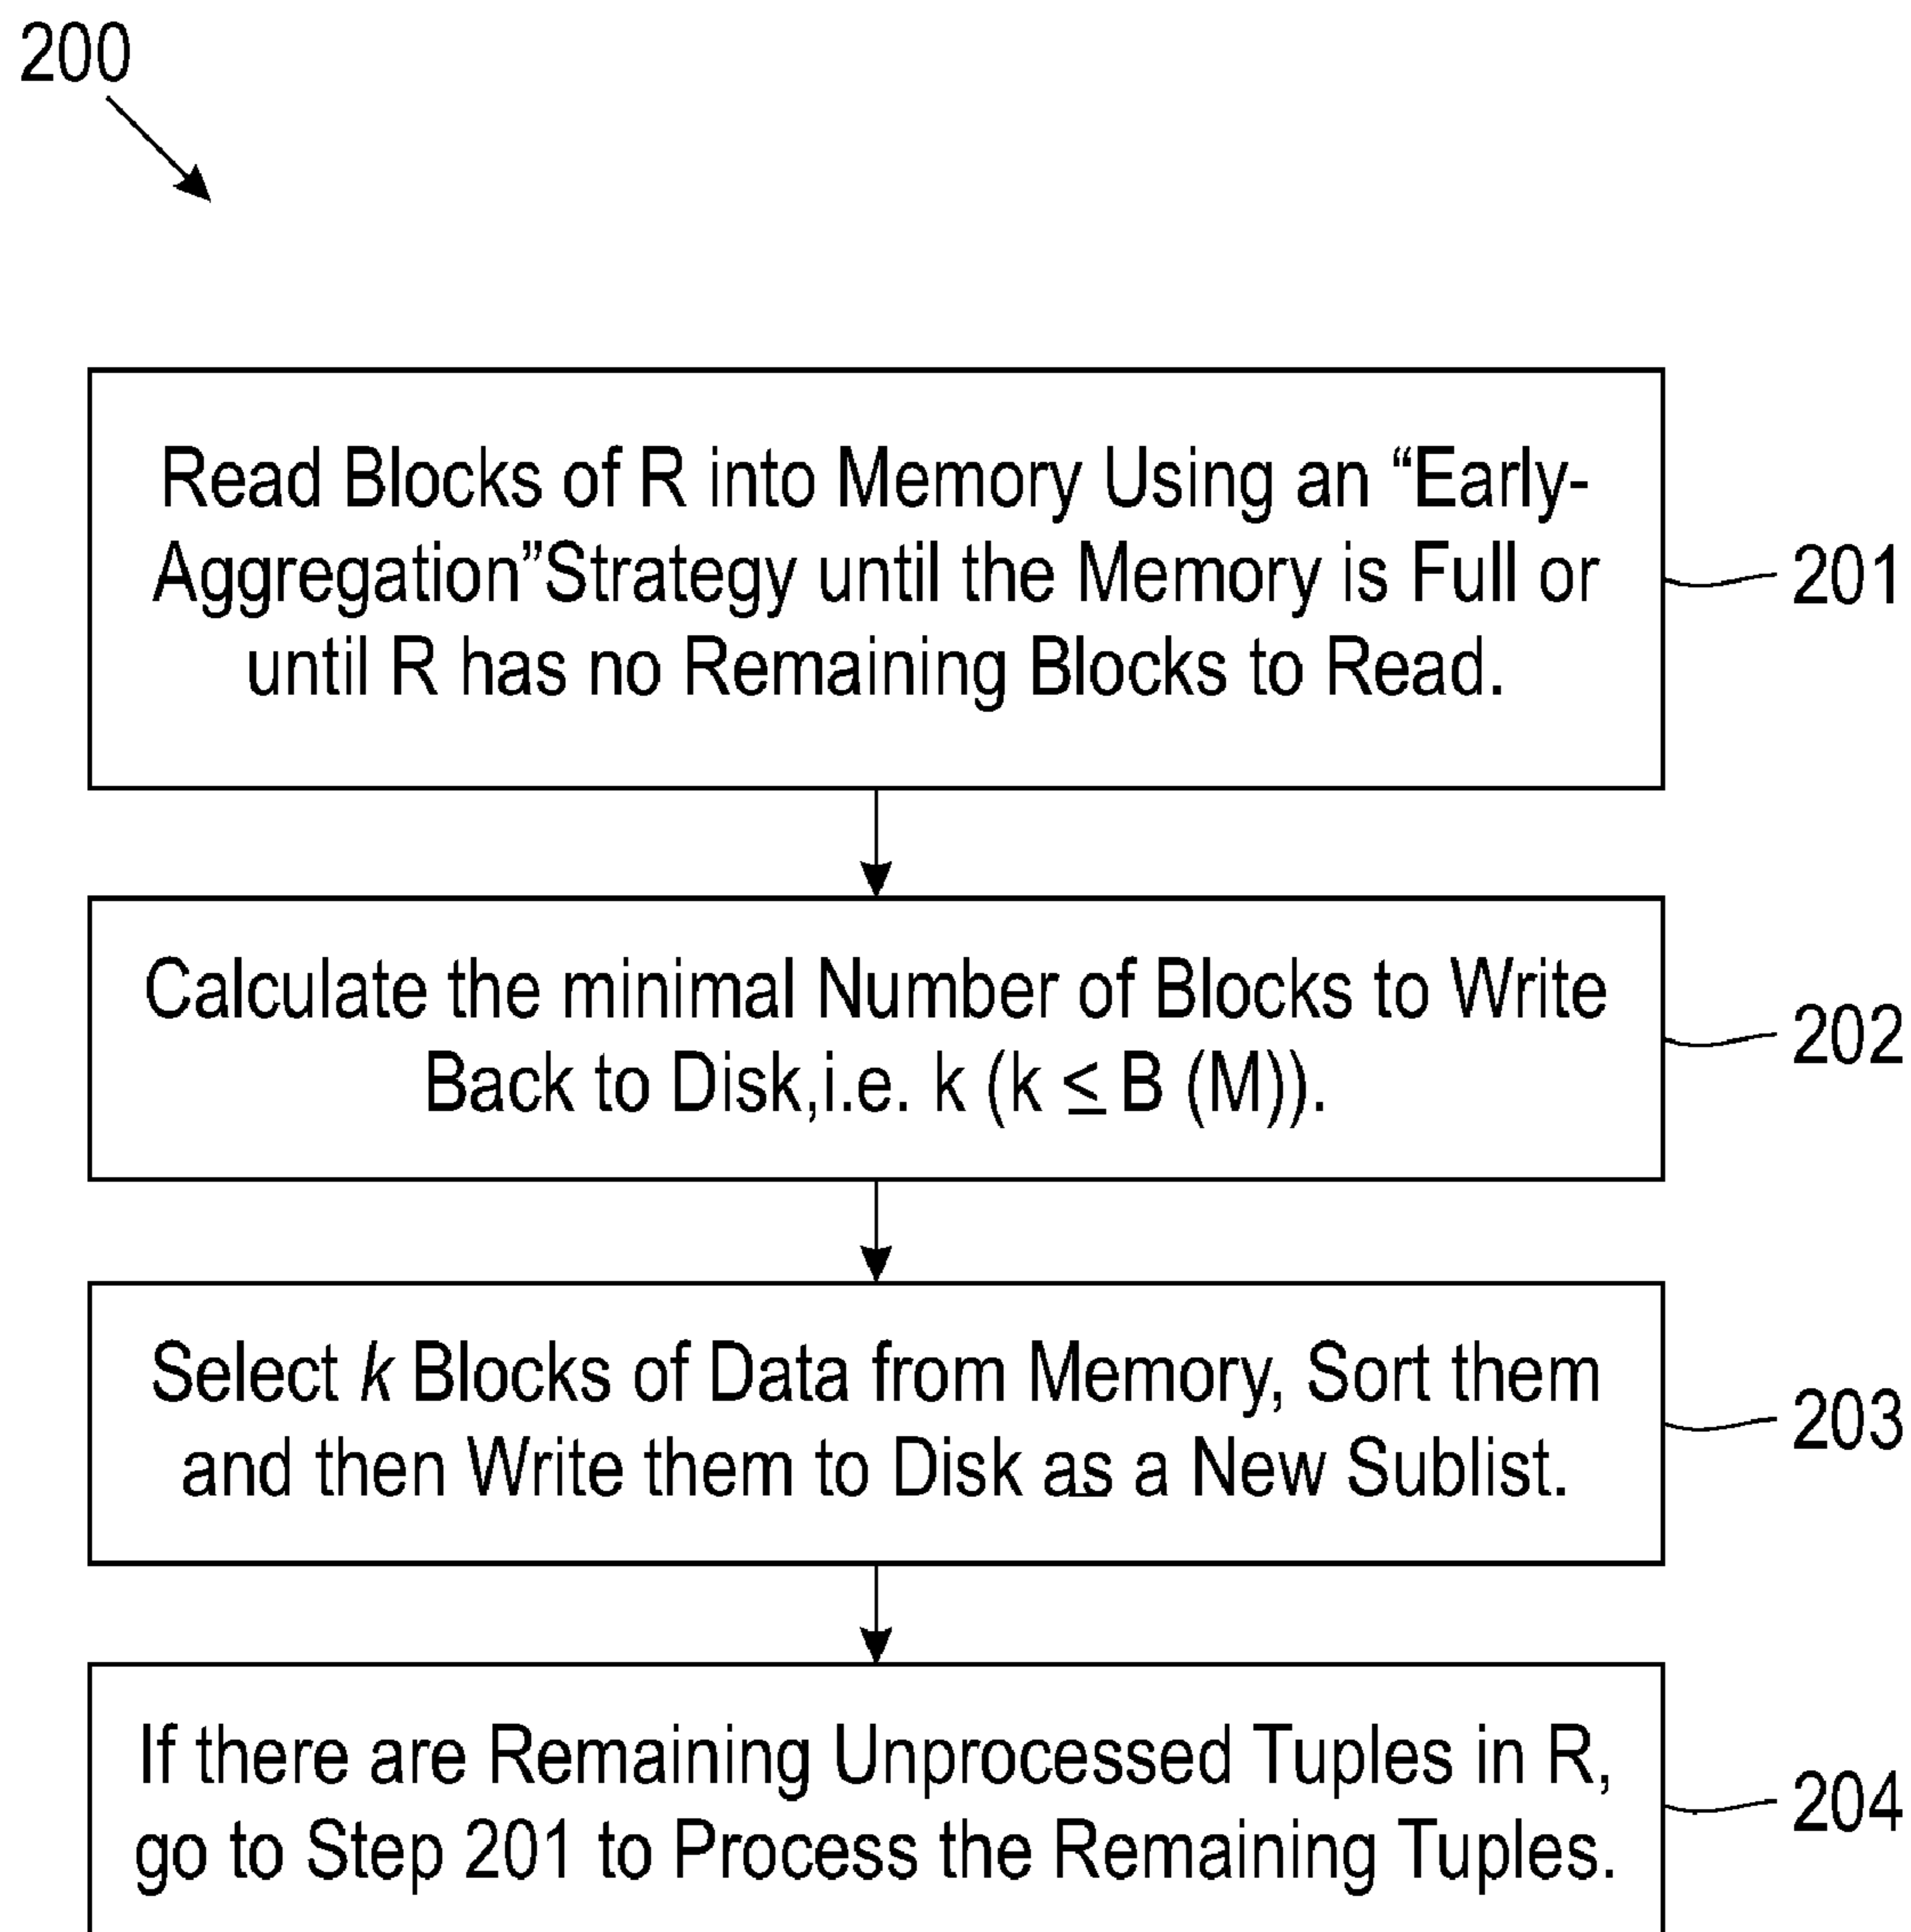 200
Read Blocks of R into Memory Using an “Early-
Aggregation”Strategy until the Memory is Full or
until R has no Remaining Blocks to Read.
201
Calculate the minimal Number of Blocks to Write
Back to Disk,i.e. k (k ≤ B (M)).
202
Select k Blocks of Data from Memory, Sort them
and then Write them to Disk as a New Sublist.
203
If there are Remaining Unprocessed Tuples in R,
go to Step 201 to Process the Remaining Tuples.
204